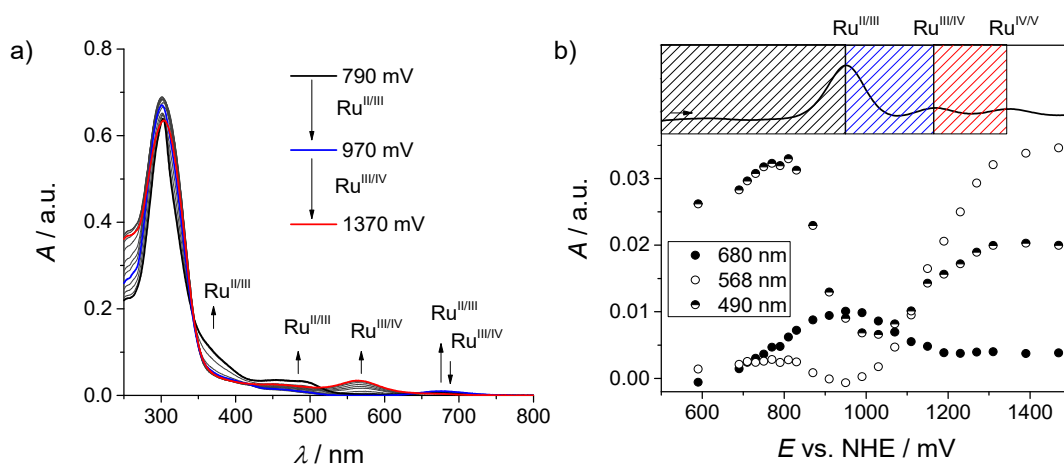 a)
0.8
0.6
0.4
0.2
0.0
A / a.u.
300 400 500 600 700 800
λ / nm
790 mV
Ru^II/III
970 mV
Ru^III/IV
1370 mV
Ru^II/III
Ru^II/III
Ru^III/IV
Ru^II/III
Ru^III/IV
b)
Ru^II/III Ru^III/IV Ru^IV/V
0.03
0.02
0.01
0.00
A / a.u.
680 nm
568 nm
490 nm
600 800 1000 1200 1400
E vs. NHE / mV